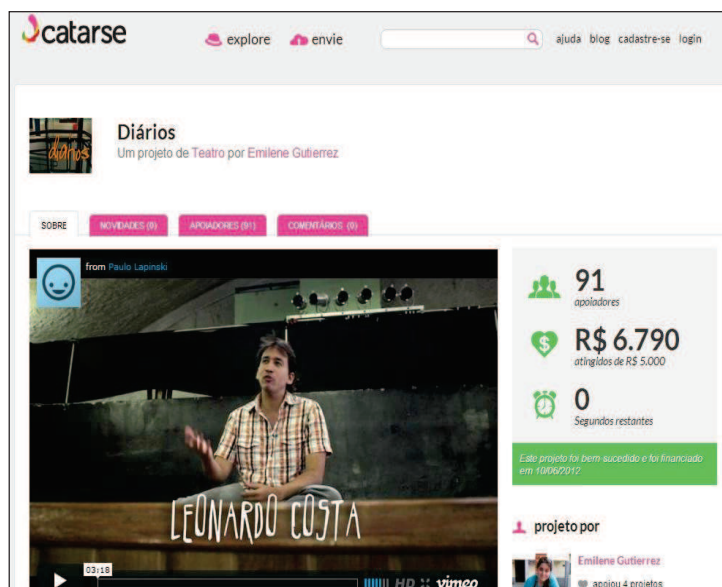 catarse
explore envie
ajuda blog cadastre-se login
diários
Diários
Um projeto de Teatro por Emilene Gutierrez
SOBRE NOVIDADES (0) APOIADORES (91) COMENTÁRIOS (0)
from Paulo Lapinski
LEONARDO COSTA
03:18
HD vimeo
91
apoiadores
R$ 6.790
atingidos de R$ 5.000
0
Segundos restantes
Este projeto foi bem-sucedido e foi financiado
em 10/06/2012
projeto por
Emilene Gutierrez
apoiou 4 projetos